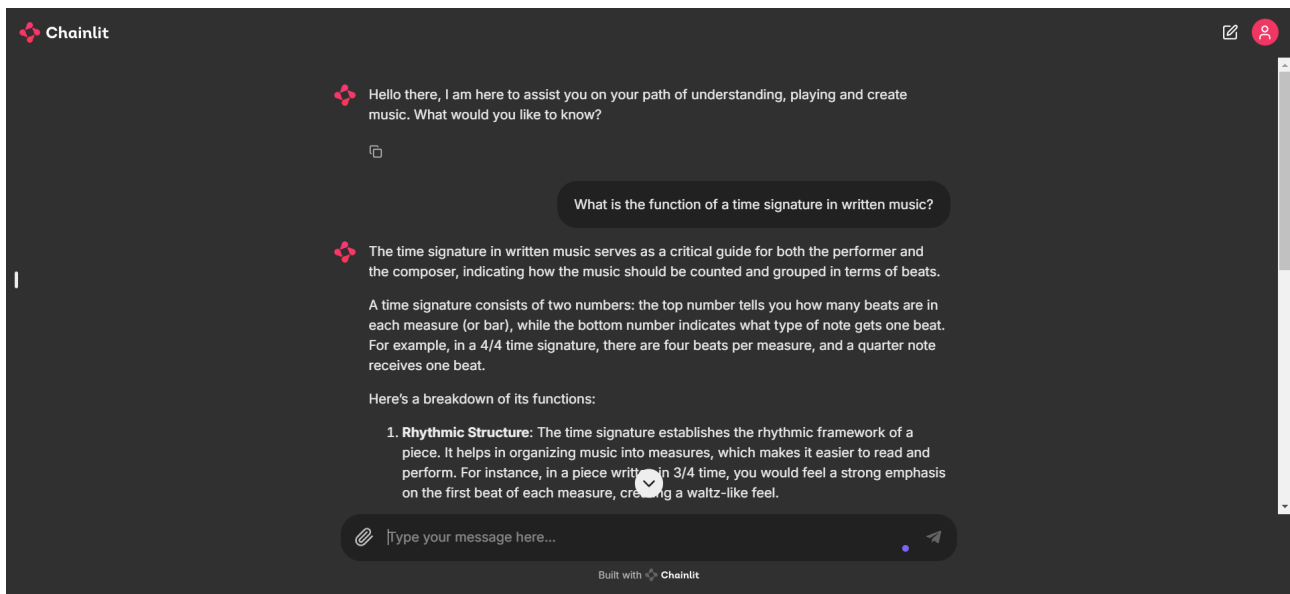 Chainlit
Hello there, I am here to assist you on your path of understanding, playing and create
music. What would you like to know?
What is the function of a time signature in written music?
The time signature in written music serves as a critical guide for both the performer and
the composer, indicating how the music should be counted and grouped in terms of beats.
A time signature consists of two numbers: the top number tells you how many beats are in
each measure (or bar), while the bottom number indicates what type of note gets one beat.
For example, in a 4/4 time signature, there are four beats per measure, and a quarter note
receives one beat.
Here's a breakdown of its functions:
1. Rhythmic Structure: The time signature establishes the rhythmic framework of a
piece. It helps in organizing music into measures, which makes it easier to read and
perform. For instance, in a piece written in 3/4 time, you would feel a strong emphasis
on the first beat of each measure, creating a waltz-like feel.
Type your message here...
Built with Chainlit